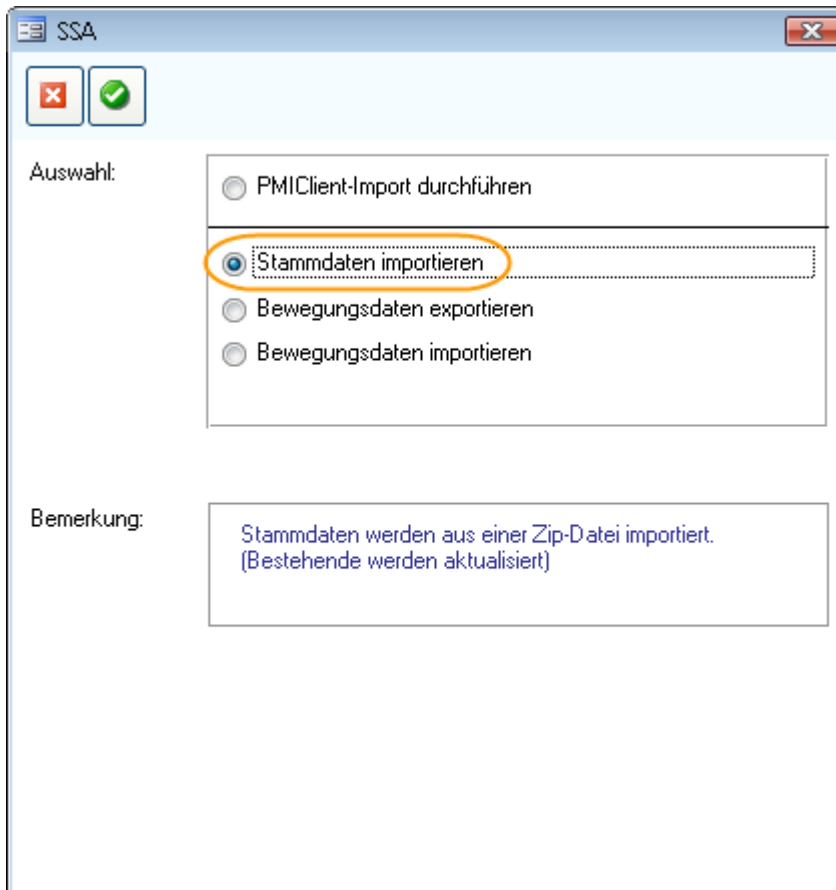 SSA
Auswahl:
PMIClient-Import durchführen
Stammdaten importieren
Bewegungsdaten exportieren
Bewegungsdaten importieren
Bemerkung:
Stammdaten werden aus einer Zip-Datei importiert.
(Bestehende werden aktualisiert)